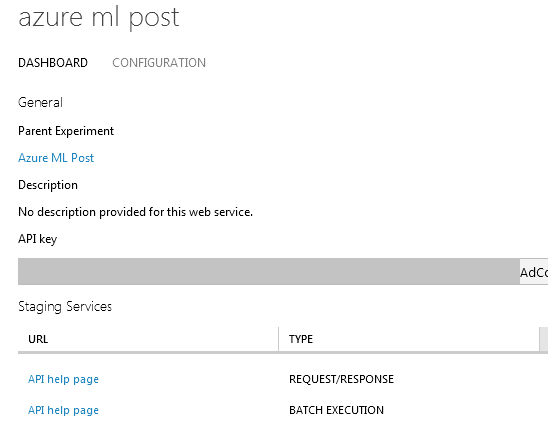 azure ml post
DASHBOARD CONFIGURATION
General
Parent Experiment
Azure ML Post
Description
No description provided for this web service.
API key
AdCo
Staging Services
URL TYPE
API help page REQUEST/RESPONSE
API help page BATCH EXECUTION